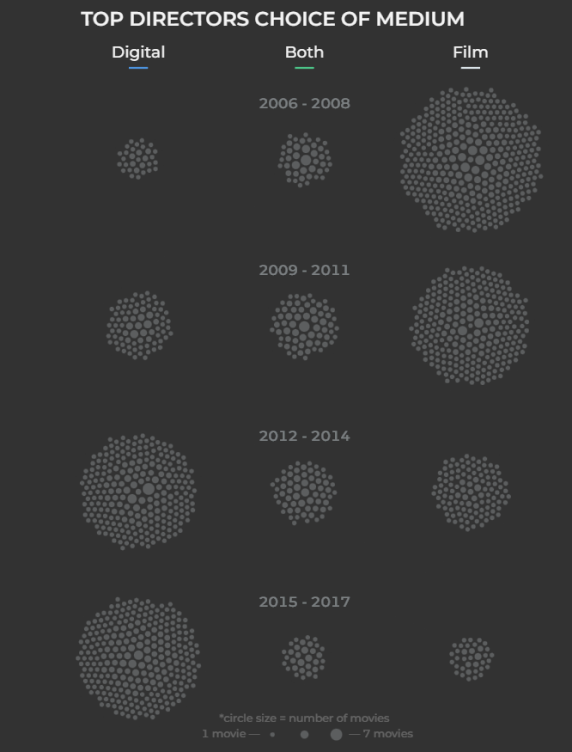 TOP DIRECTORS CHOICE OF MEDIUM
Digital Both Film
2006 - 2008
2009 - 2011
2012 - 2014
2015 - 2017
*circle size = number of movies
1 movie — — 7 movies